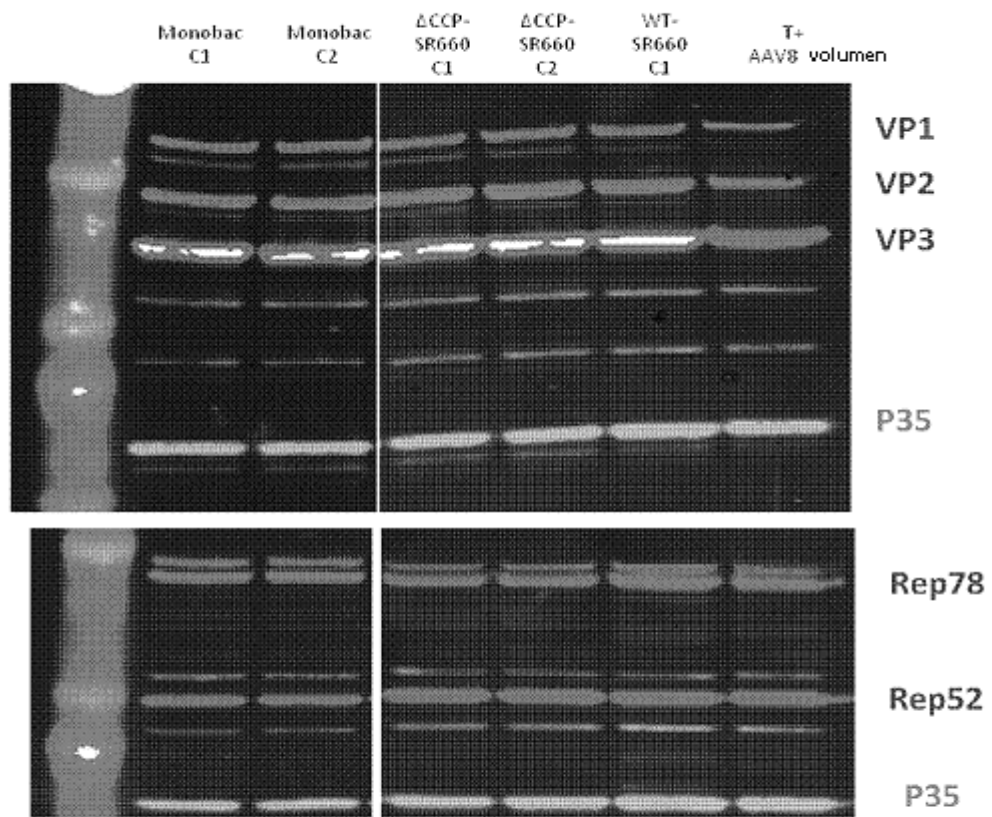 Monobac
C1
Monobac
C2
ΔCCP-
SR660
C1
ΔCCP-
SR660
C2
WT-
SR660
C1
T+
AAV8 volumen
VP1
VP2
VP3
P35
Rep78
Rep52
P35